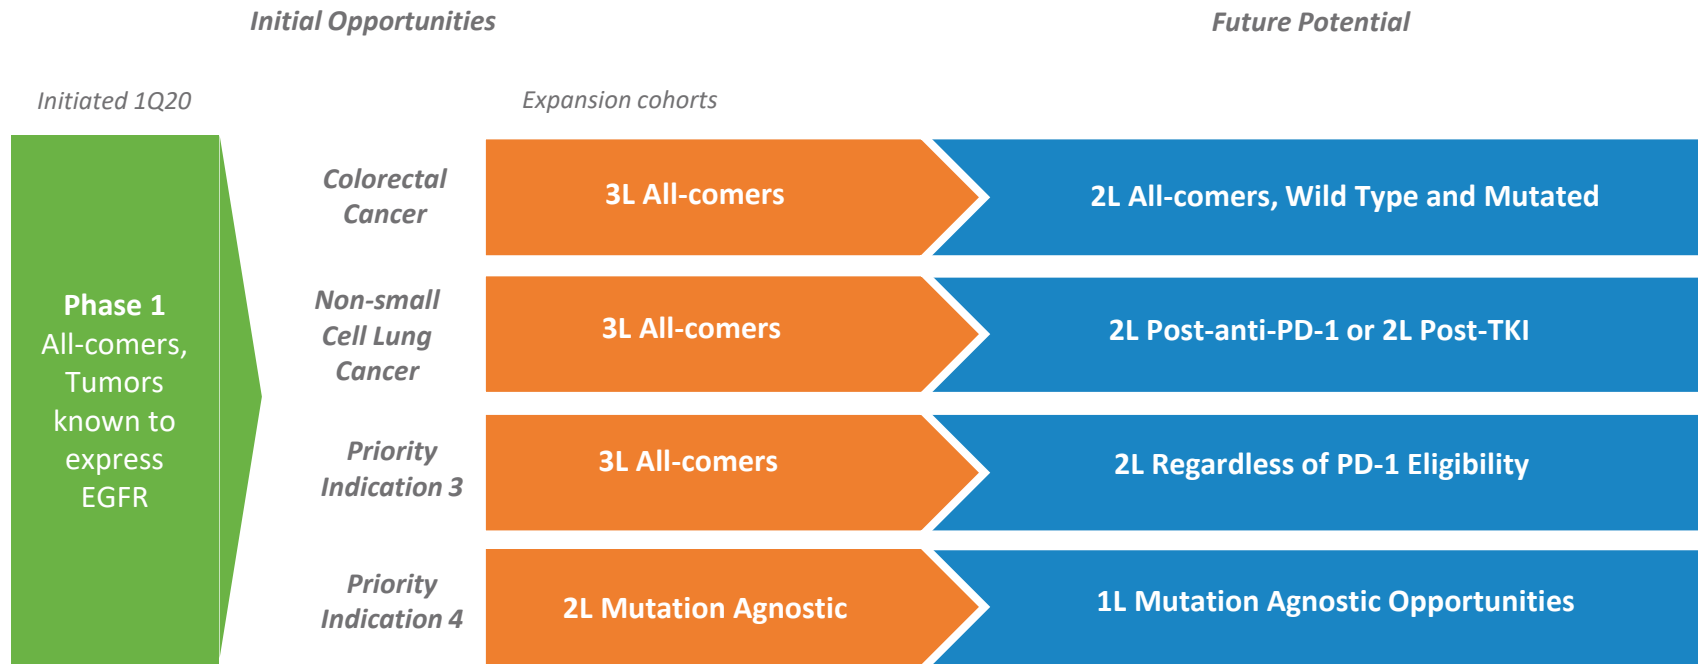 Initial Opportunities
Future Potential
Initiated 1Q20
Expansion cohorts
Phase 1
All-comers,
Tumors
known to
express
EGFR
Colorectal
Cancer
3L All-comers
2L All-comers, Wild Type and Mutated
Non-small
Cell Lung
Cancer
3L All-comers
2L Post-anti-PD-1 or 2L Post-TKI
Priority
Indication 3
3L All-comers
2L Regardless of PD-1 Eligibility
Priority
Indication 4
2L Mutation Agnostic
1L Mutation Agnostic Opportunities